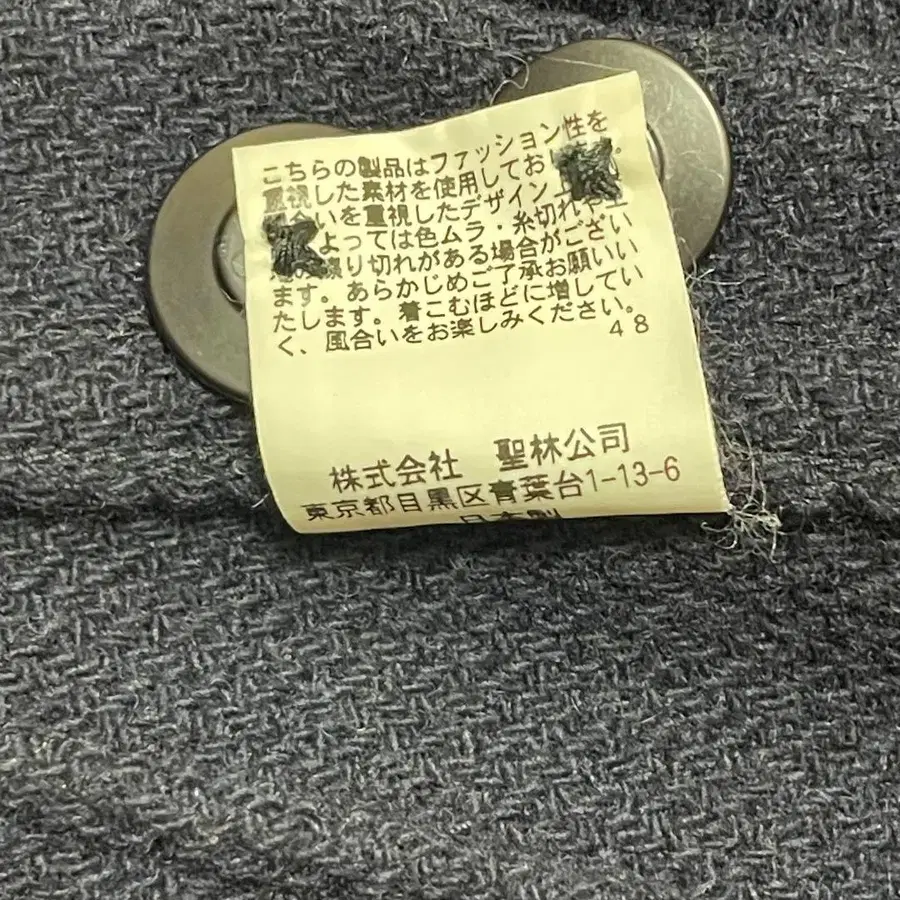 こちらの製品はファッション性を
重視した素材を使用しており
合いを重視したデザイン上
よっては色ムラ・糸切れや生
り切れがある場合がござい
ます。あらかじめご了承お願いい
たします。着こむほどに増してい
く、風合いをお楽しみください。
48
株式会社 聖林公司
東京都目黒区青葉台1-13-6
日本製